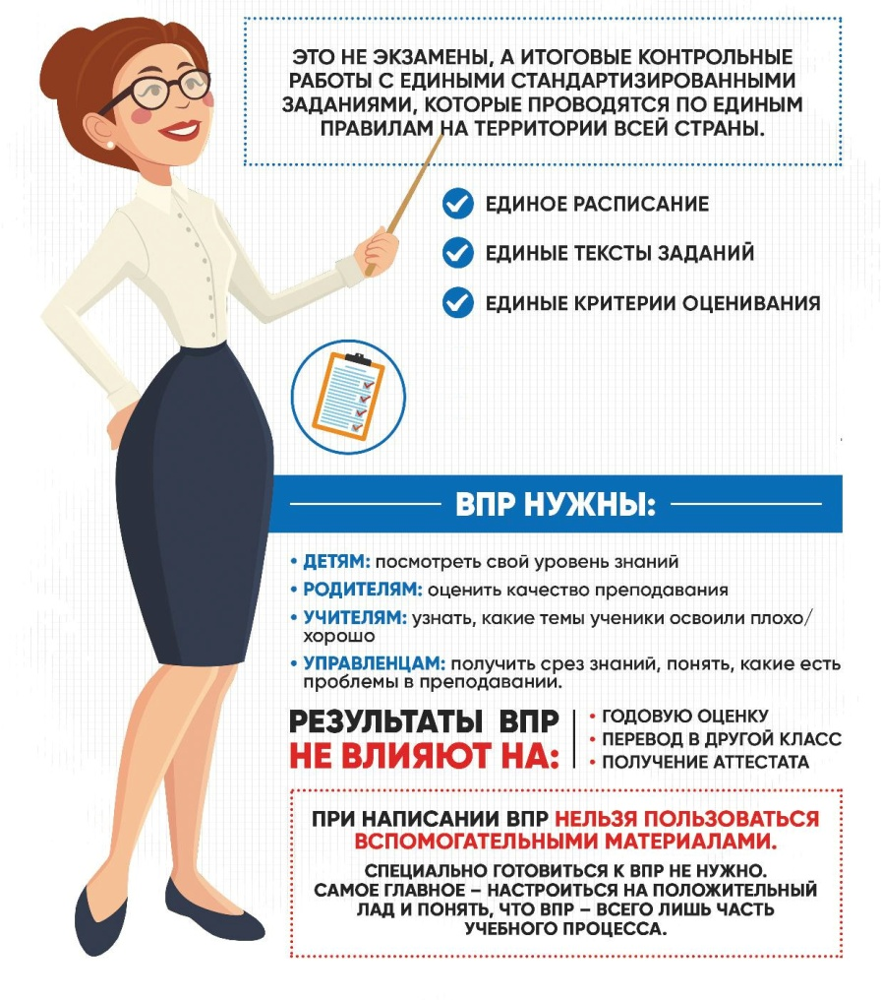 ЭТО НЕ ЭКЗАМЕНЫ, А ИТОГОВЫЕ КОНТРОЛЬНЫЕ
РАБОТЫ С ЕДИНЫМИ СТАНДАРТИЗИРОВАННЫМИ
ЗАДАНИЯМИ, КОТОРЫЕ ПРОВОДЯТСЯ ПО ЕДИНЫМ
ПРАВИЛАМ НА ТЕРРИТОРИИ ВСЕЙ СТРАНЫ.
ЕДИНОЕ РАСПИСАНИЕ
ЕДИНЫЕ ТЕКСТЫ ЗАДАНИЙ
ЕДИНЫЕ КРИТЕРИИ ОЦЕНИВАНИЯ
ВПР НУЖНЫ:
• ДЕТЯМ: посмотреть свой уровень знаний
• РОДИТЕЛЯМ: оценить качество преподавания
• УЧИТЕЛЯМ: узнать, какие темы ученики освоили плохо/
хорошо
• УПРАВЛЕНЦАМ: получить срез знаний, понять, какие есть
проблемы в преподавании.
РЕЗУЛЬТАТЫ ВПР
НЕ ВЛИЯЮТ НА:
• ГОДОВУЮ ОЦЕНКУ
• ПЕРЕВОД В ДРУГОЙ КЛАСС
• ПОЛУЧЕНИЕ АТТЕСТАТА
ПРИ НАПИСАНИИ ВПР НЕЛЬЗЯ ПОЛЬЗОВАТЬСЯ
ВСПОМОГАТЕЛЬНЫМИ МАТЕРИАЛАМИ.
СПЕЦИАЛЬНО ГОТОВИТЬСЯ К ВПР НЕ НУЖНО.
САМОЕ ГЛАВНОЕ – НАСТРОИТЬСЯ НА ПОЛОЖИТЕЛЬНЫЙ
ЛАД И ПОНЯТЬ, ЧТО ВПР – ВСЕГО ЛИШЬ ЧАСТЬ
УЧЕБНОГО ПРОЦЕССА.